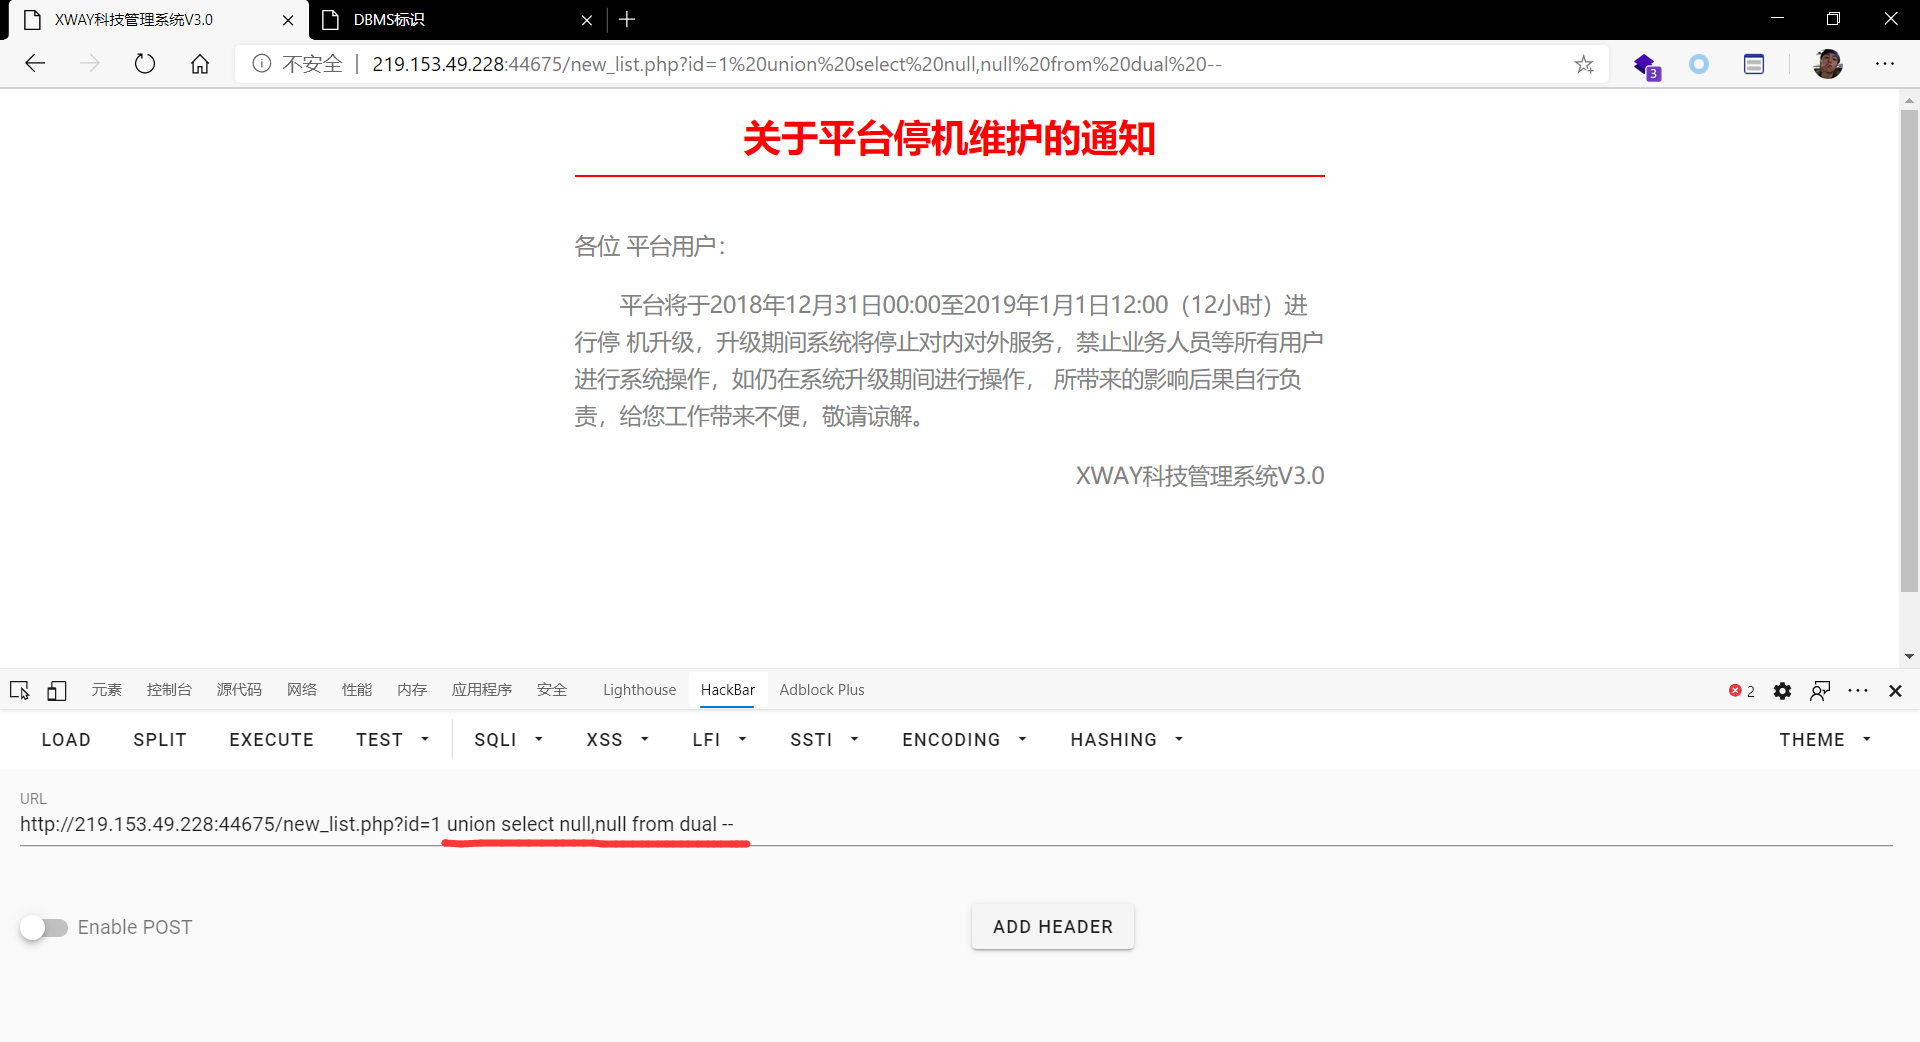 XWAY科技管理系统V3.0
DBMS标识
不安全 | 219.153.49.228:44675/new_list.php?id=1%20union%20select%20null,null%20from%20dual%20--
3
关于平台停机维护的通知
各位 平台用户：
平台将于2018年12月31日00:00至2019年1月1日12:00（12小时）进
行停 机升级，升级期间系统将停止对内对外服务，禁止业务人员等所有用户
进行系统操作，如仍在系统升级期间进行操作， 所带来的影响后果自行负
责，给您工作带来不便，敬请谅解。
XWAY科技管理系统V3.0
元素 控制台 源代码 网络 性能 内存 应用程序 安全 Lighthouse HackBar Adblock Plus 2
LOAD SPLIT EXECUTE TEST SQLI XSS LFI SSTI ENCODING HASHING THEME
URL
http://219.153.49.228:44675/new_list.php?id=1 union select null,null from dual --
Enable POST ADD HEADER